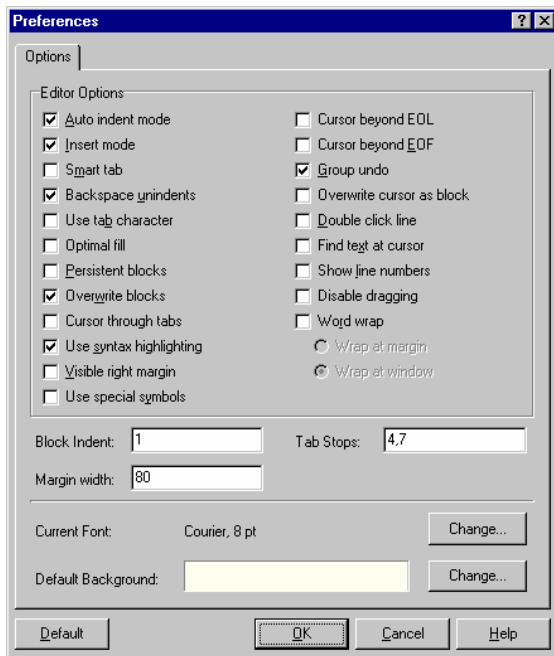 Preferences
Options
Editor Options
Auto indent mode
Insert mode
Smart tab
Backspace unindents
Use tab character
Optimal fill
Persistent blocks
Overwrite blocks
Cursor through tabs
Use syntax highlighting
Visible right margin
Use special symbols
Cursor beyond EOL
Cursor beyond EOF
Group undo
Overwrite cursor as block
Double click line
Find text at cursor
Show line numbers
Disable dragging
Word wrap
Wrap at margin
Wrap at window
Block Indent: 1
Tab Stops: 4,7
Margin width: 80
Current Font: Courier, 8 pt Change...
Default Background: Change...
Default OK Cancel Help